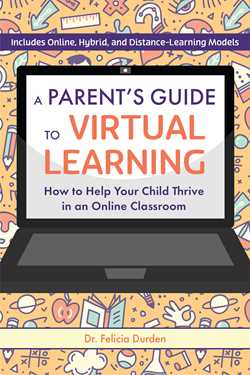 Includes Online, Hybrid, and Distance-Learning Models
A PARENT'S GUIDE
TO VIRTUAL
LEARNING
How to Help Your Child Thrive
in an Online Classroom
Dr. Felicia Durden